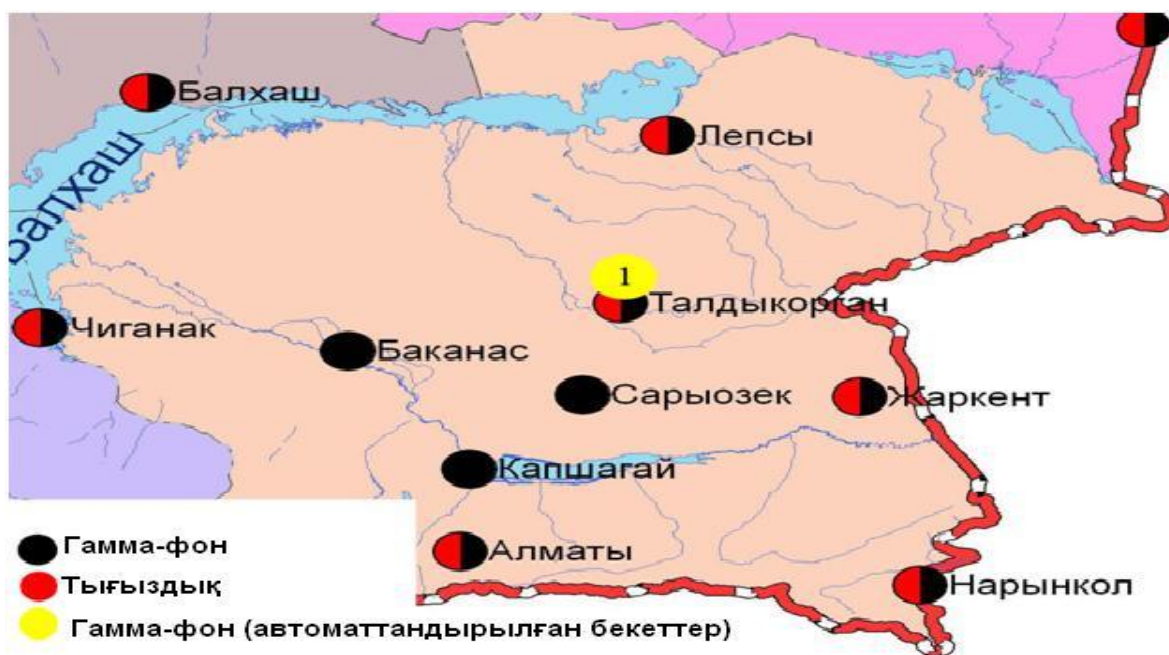 Балхаш
Балхаш
Лепсы
1
Талдыкорган
Чиганак
Баканас
Сарыозек
Жаркент
Капшагай
Алматы
Нарынкол
Гамма-фон
Тығыздық
Гамма-фон (автоматтандырылған бекеттер)